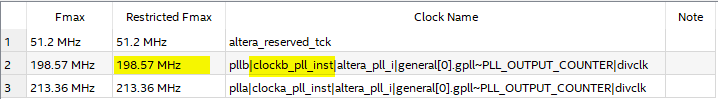 Fmax Restricted Fmax Clock Name Note
1 51.2 MHz 51.2 MHz altera_reserved_tck
2 198.57 MHz 198.57 MHz pllb|clockb_pll_inst|altera_pll_i|general[0].gpll~PLL_OUTPUT_COUNTER|divclk
3 213.36 MHz 213.36 MHz plla|clocka_pll_inst|altera_pll_i|general[0].gpll~PLL_OUTPUT_COUNTER|divclk